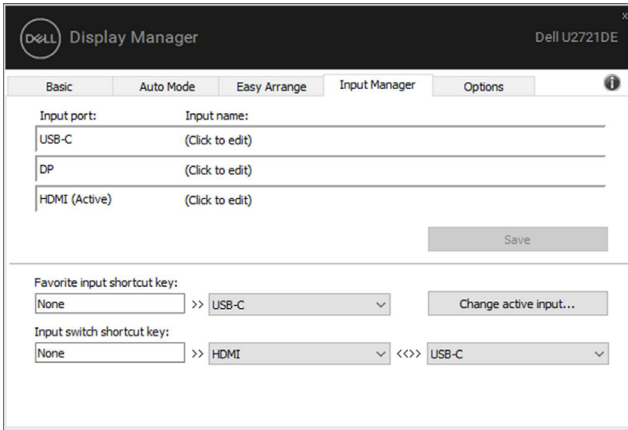 DELL Display Manager Dell U2721DE
x
Basic Auto Mode Easy Arrange Input Manager Options i
Input port: Input name:
USB-C (Click to edit)
DP (Click to edit)
HDMI (Active) (Click to edit)
Save
Favorite input shortcut key:
None >> USB-C Change active input...
Input switch shortcut key:
None >> HDMI <<>> USB-C